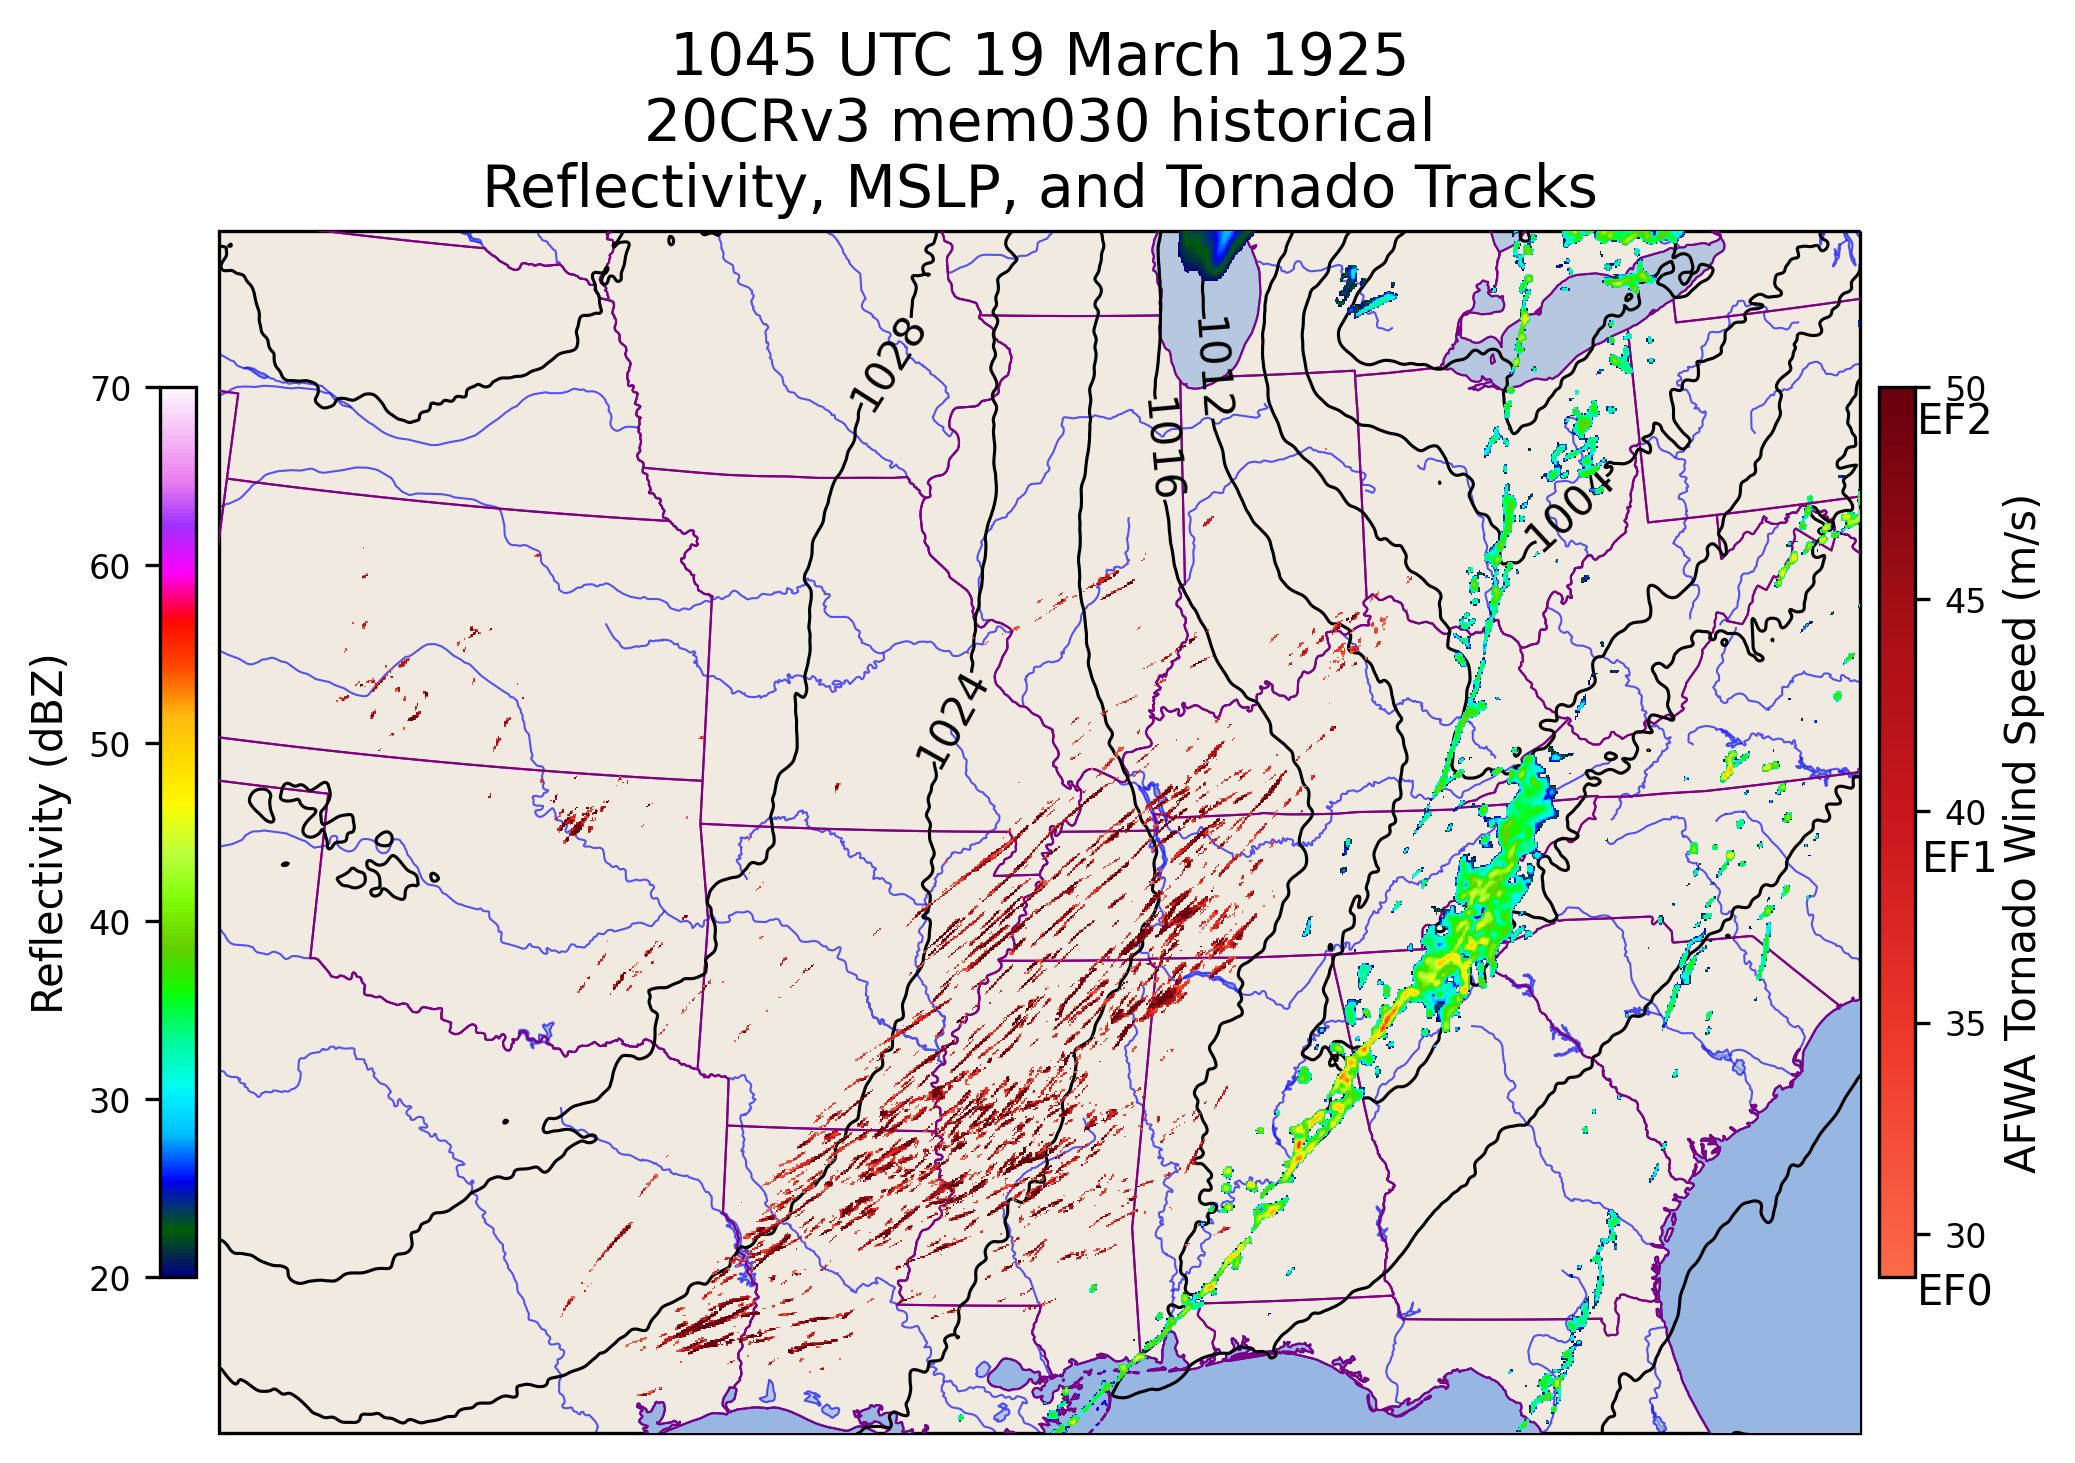 1045 UTC 19 March 1925
20CRv3 mem030 historical
Reflectivity, MSLP, and Tornado Tracks
Reflectivity (dBZ)
70
60
50
40
30
20
1028
1012
1016
1004
1024
50
EF2
45
40
EF1
35
30
EF0
AFWA Tornado Wind Speed (m/s)